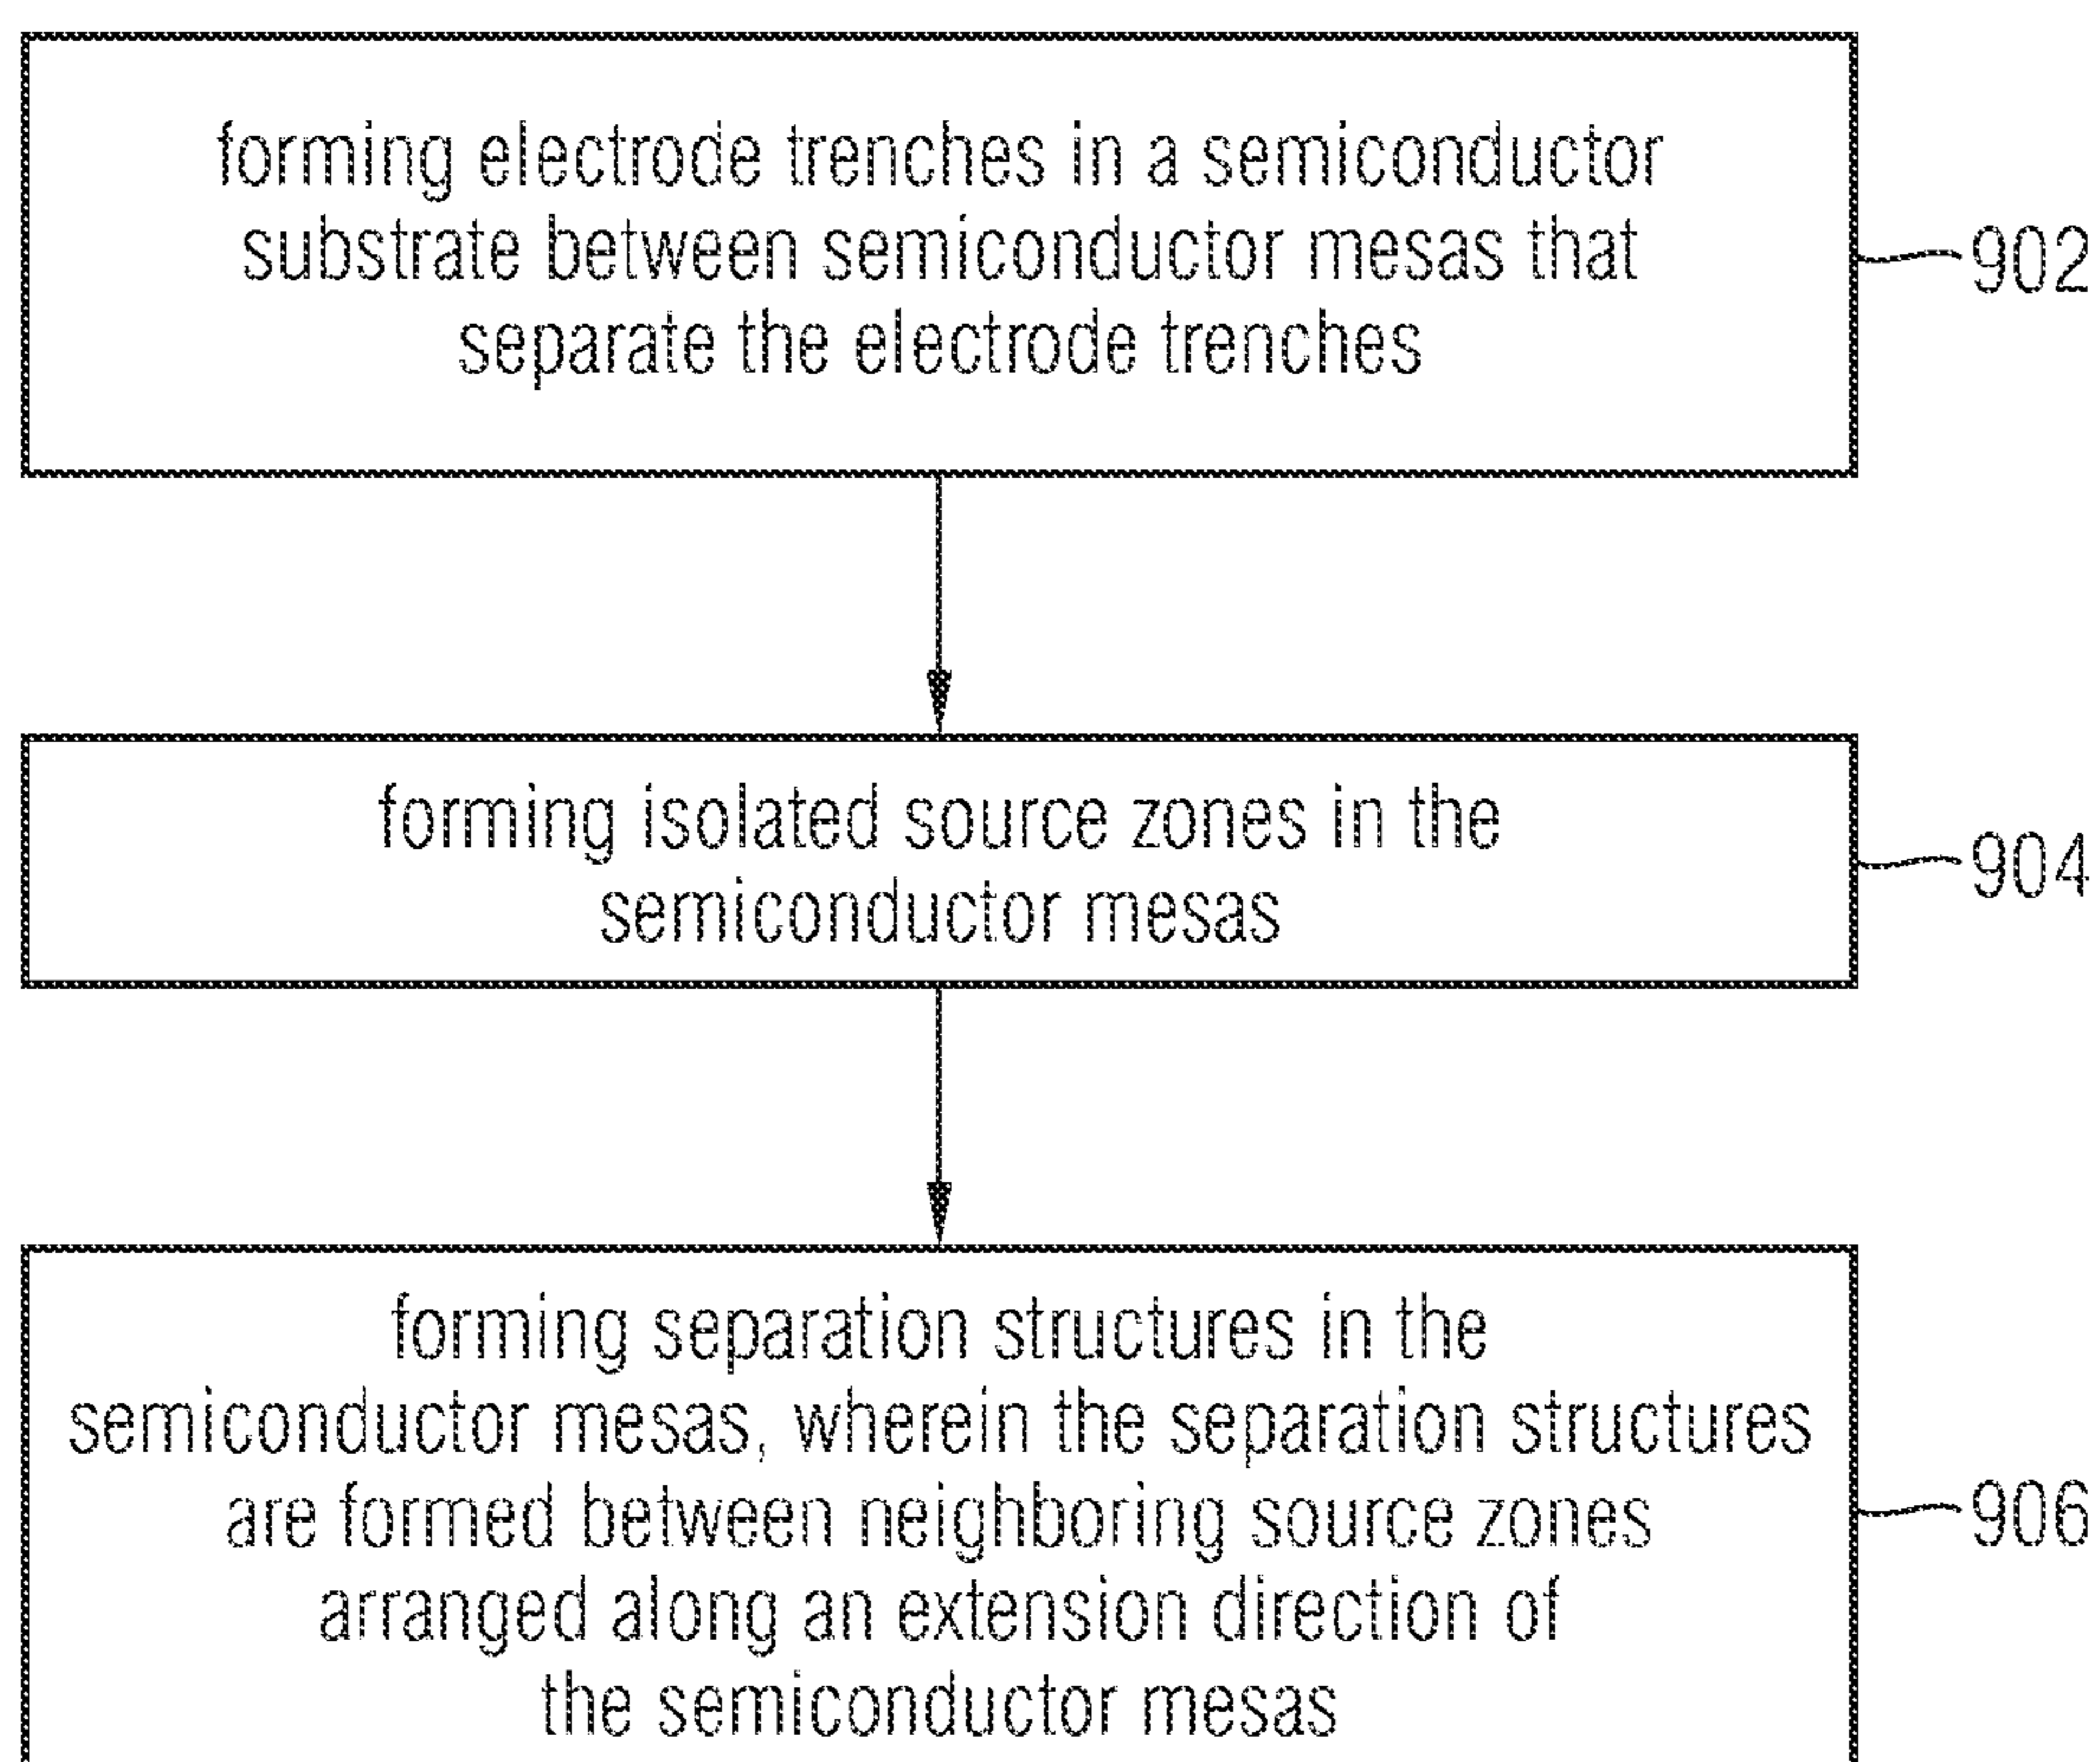 forming electrode trenches in a semiconductor
substrate between semiconductor mesas that
separate the electrode trenches
902
forming isolated source zones in the
semiconductor mesas
904
forming separation structures in the
semiconductor mesas, wherein the separation structures
are formed between neighboring source zones
arranged along an extension direction of
the semiconductor mesas
906